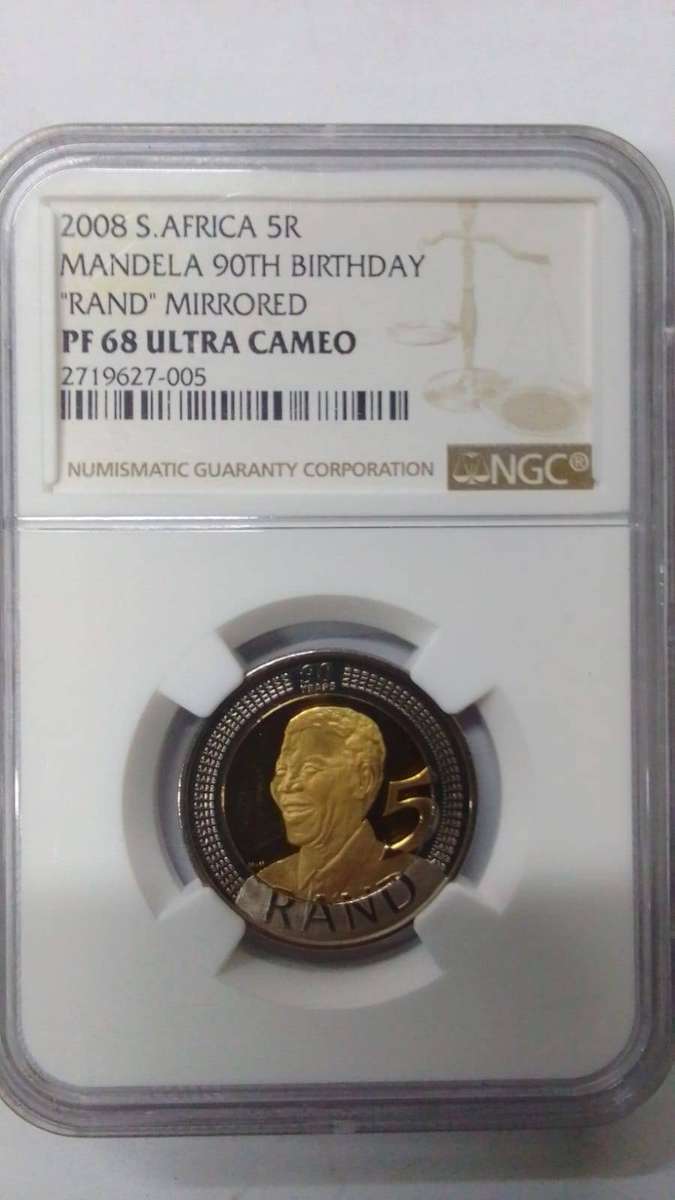 2008 S.AFRICA 5R
MANDELA 90TH BIRTHDAY
"RAND" MIRRORED
PF 68 ULTRA CAMEO
2719627-005
NUMISMATIC GUARANTY CORPORATION
NGC®
90
YEARS
5
RAND